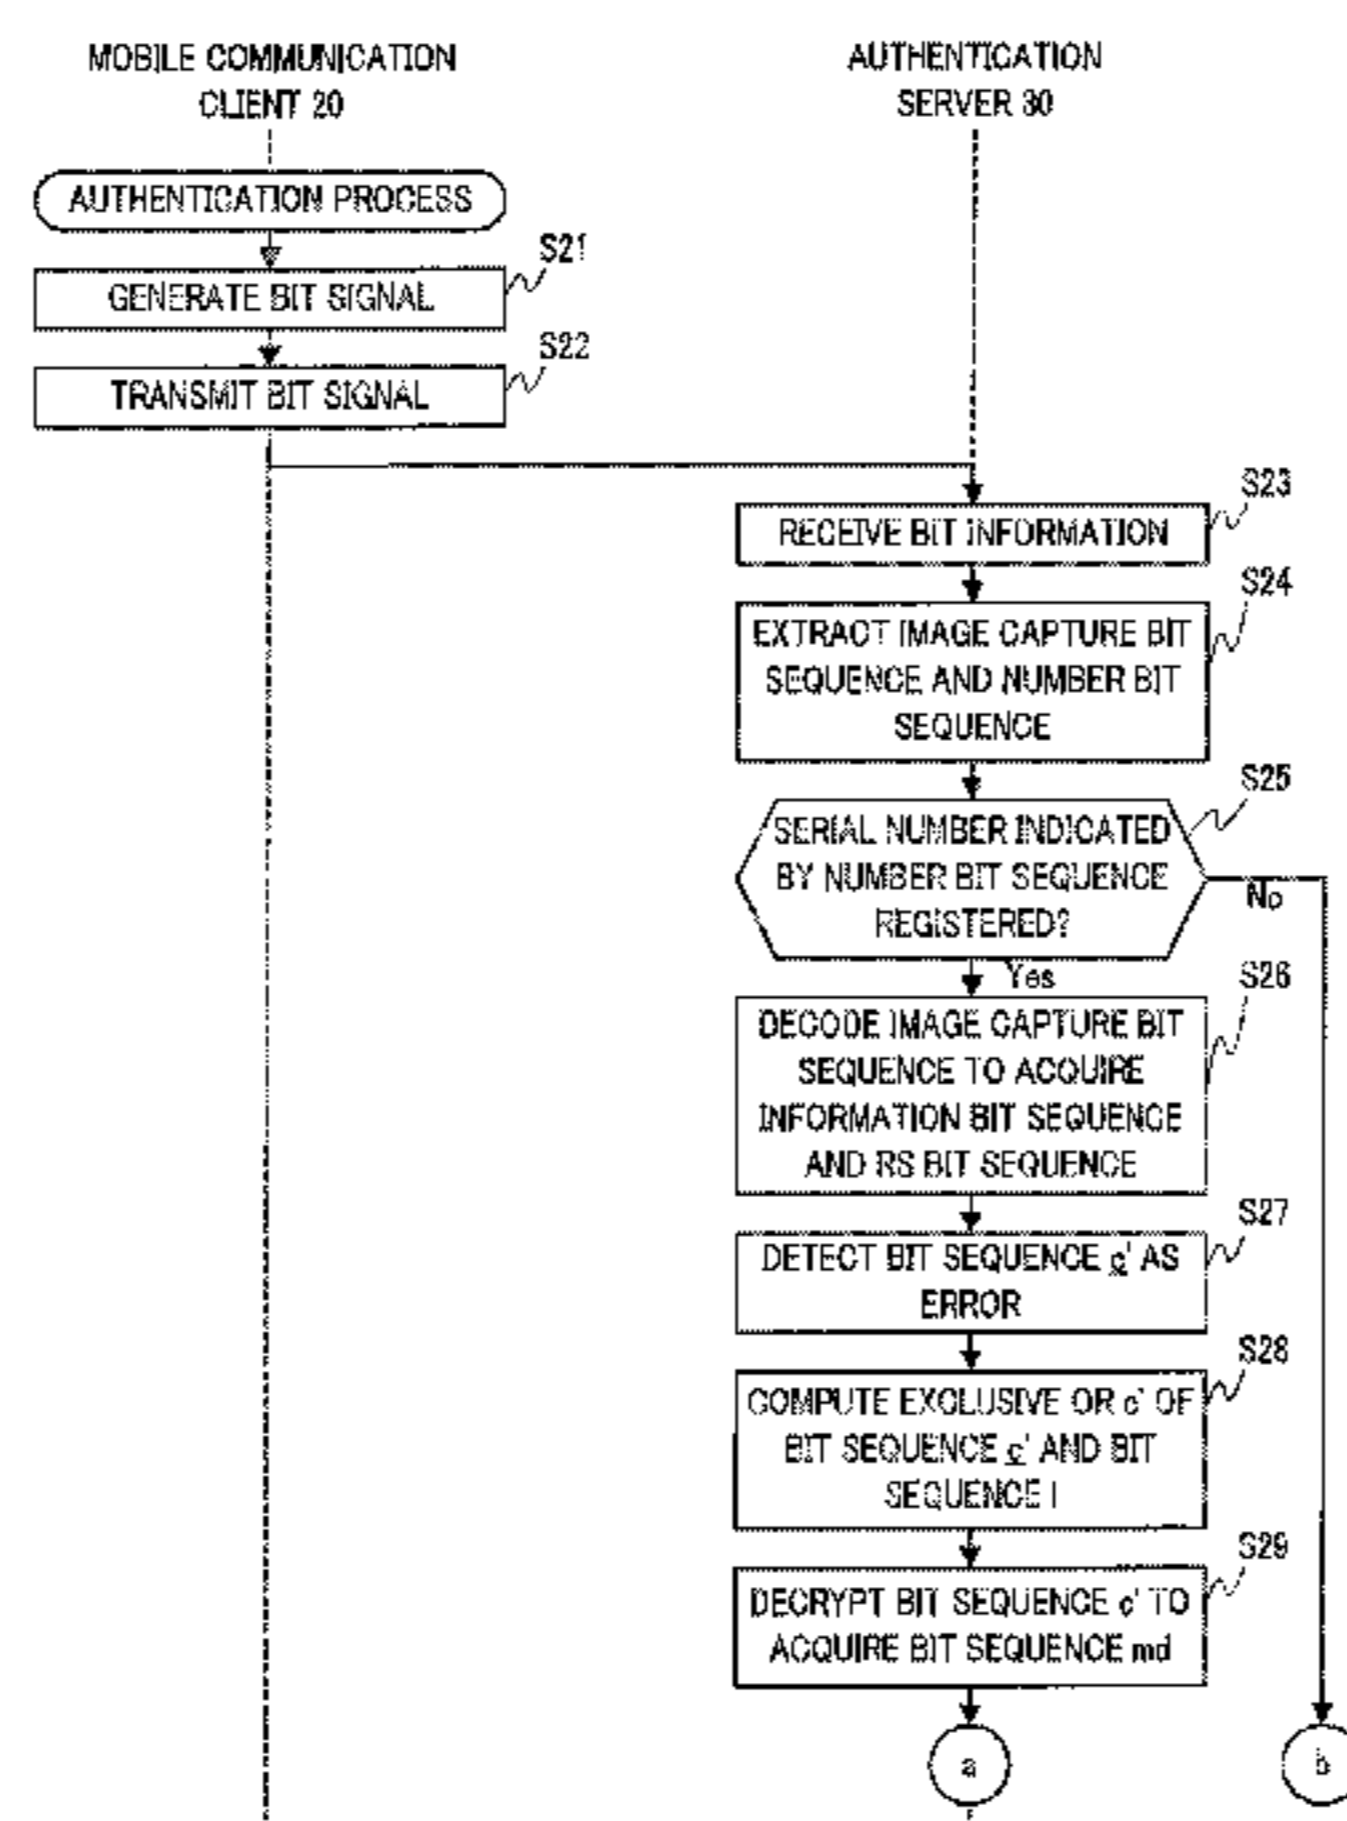 MOBILE COMMUNICATION
CLIENT 20
AUTHENTICATION
SERVER 30
AUTHENTICATION PROCESS
S21
GENERATE BIT SIGNAL
S22
TRANSMIT BIT SIGNAL
S23
RECEIVE BIT INFORMATION
S24
EXTRACT IMAGE CAPTURE BIT
SEQUENCE AND NUMBER BIT
SEQUENCE
S25
SERIAL NUMBER INDICATED
BY NUMBER BIT SEQUENCE
REGISTERED?
No
Yes
S26
DECODE IMAGE CAPTURE BIT
SEQUENCE TO ACQUIRE
INFORMATION BIT SEQUENCE
AND RS BIT SEQUENCE
S27
DETECT BIT SEQUENCE c' AS
ERROR
S28
COMPUTE EXCLUSIVE OR c' OF
BIT SEQUENCE c' AND BIT
SEQUENCE I
S29
DECRYPT BIT SEQUENCE c' TO
ACQUIRE BIT SEQUENCE md
a
b